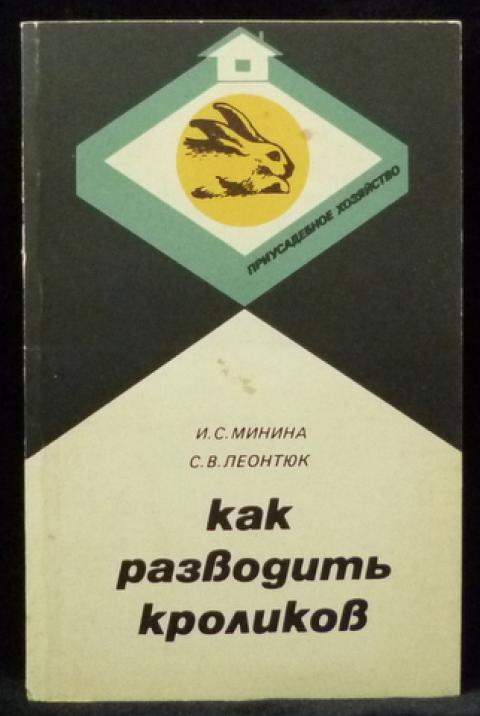 ПРИУСАДЕБНОЕ ХОЗЯЙСТВО
И.С.МИНИНА
С.В.ЛЕОНТЮК
как
разводить
кроликов